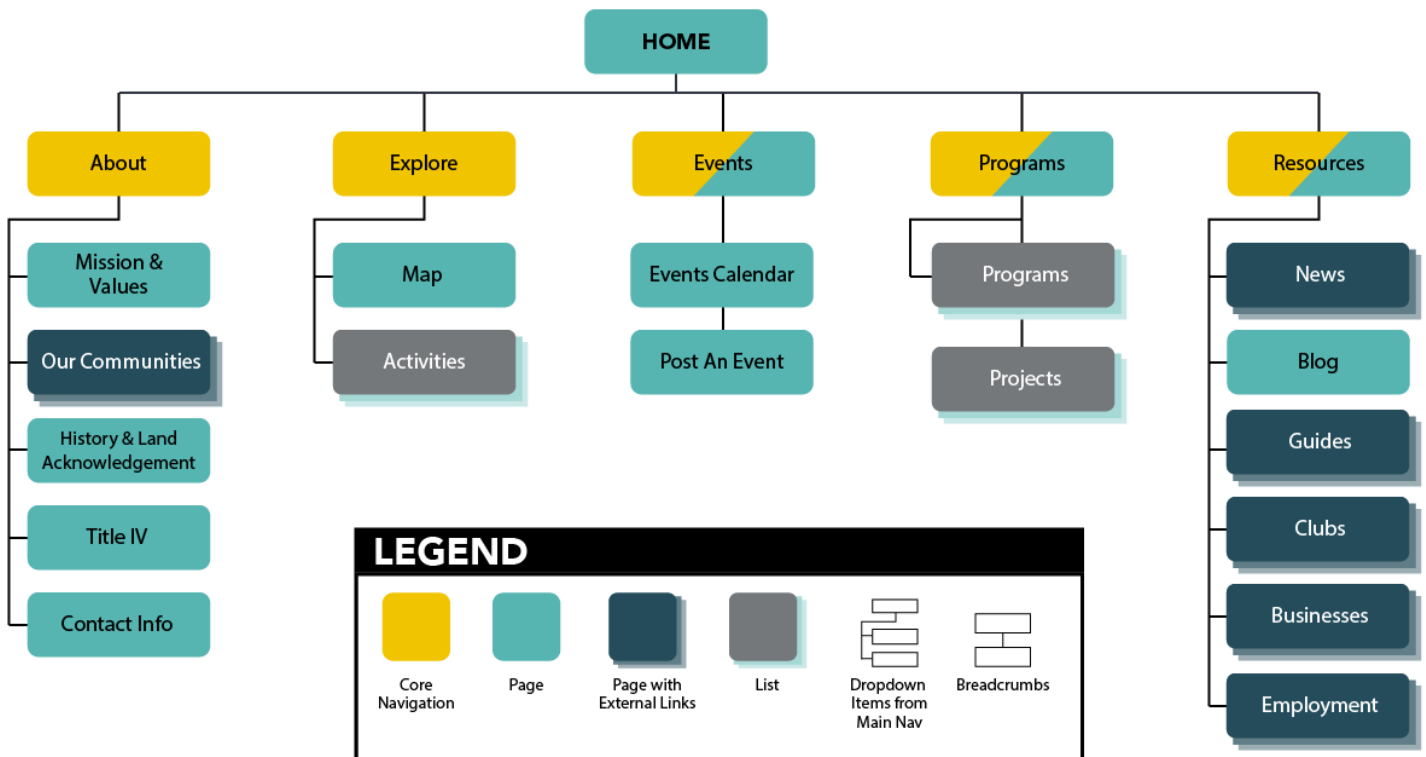 HOME
About
Explore
Events
Programs
Resources
Mission &
Values
Our Communities
History & Land
Acknowledgement
Title IV
Contact Info
Map
Activities
Events Calendar
Post An Event
Programs
Projects
News
Blog
Guides
Clubs
Businesses
Employment
LEGEND
Core
Navigation
Page
Page with
External Links
List
Dropdown
Items from
Main Nav
Breadcrumbs